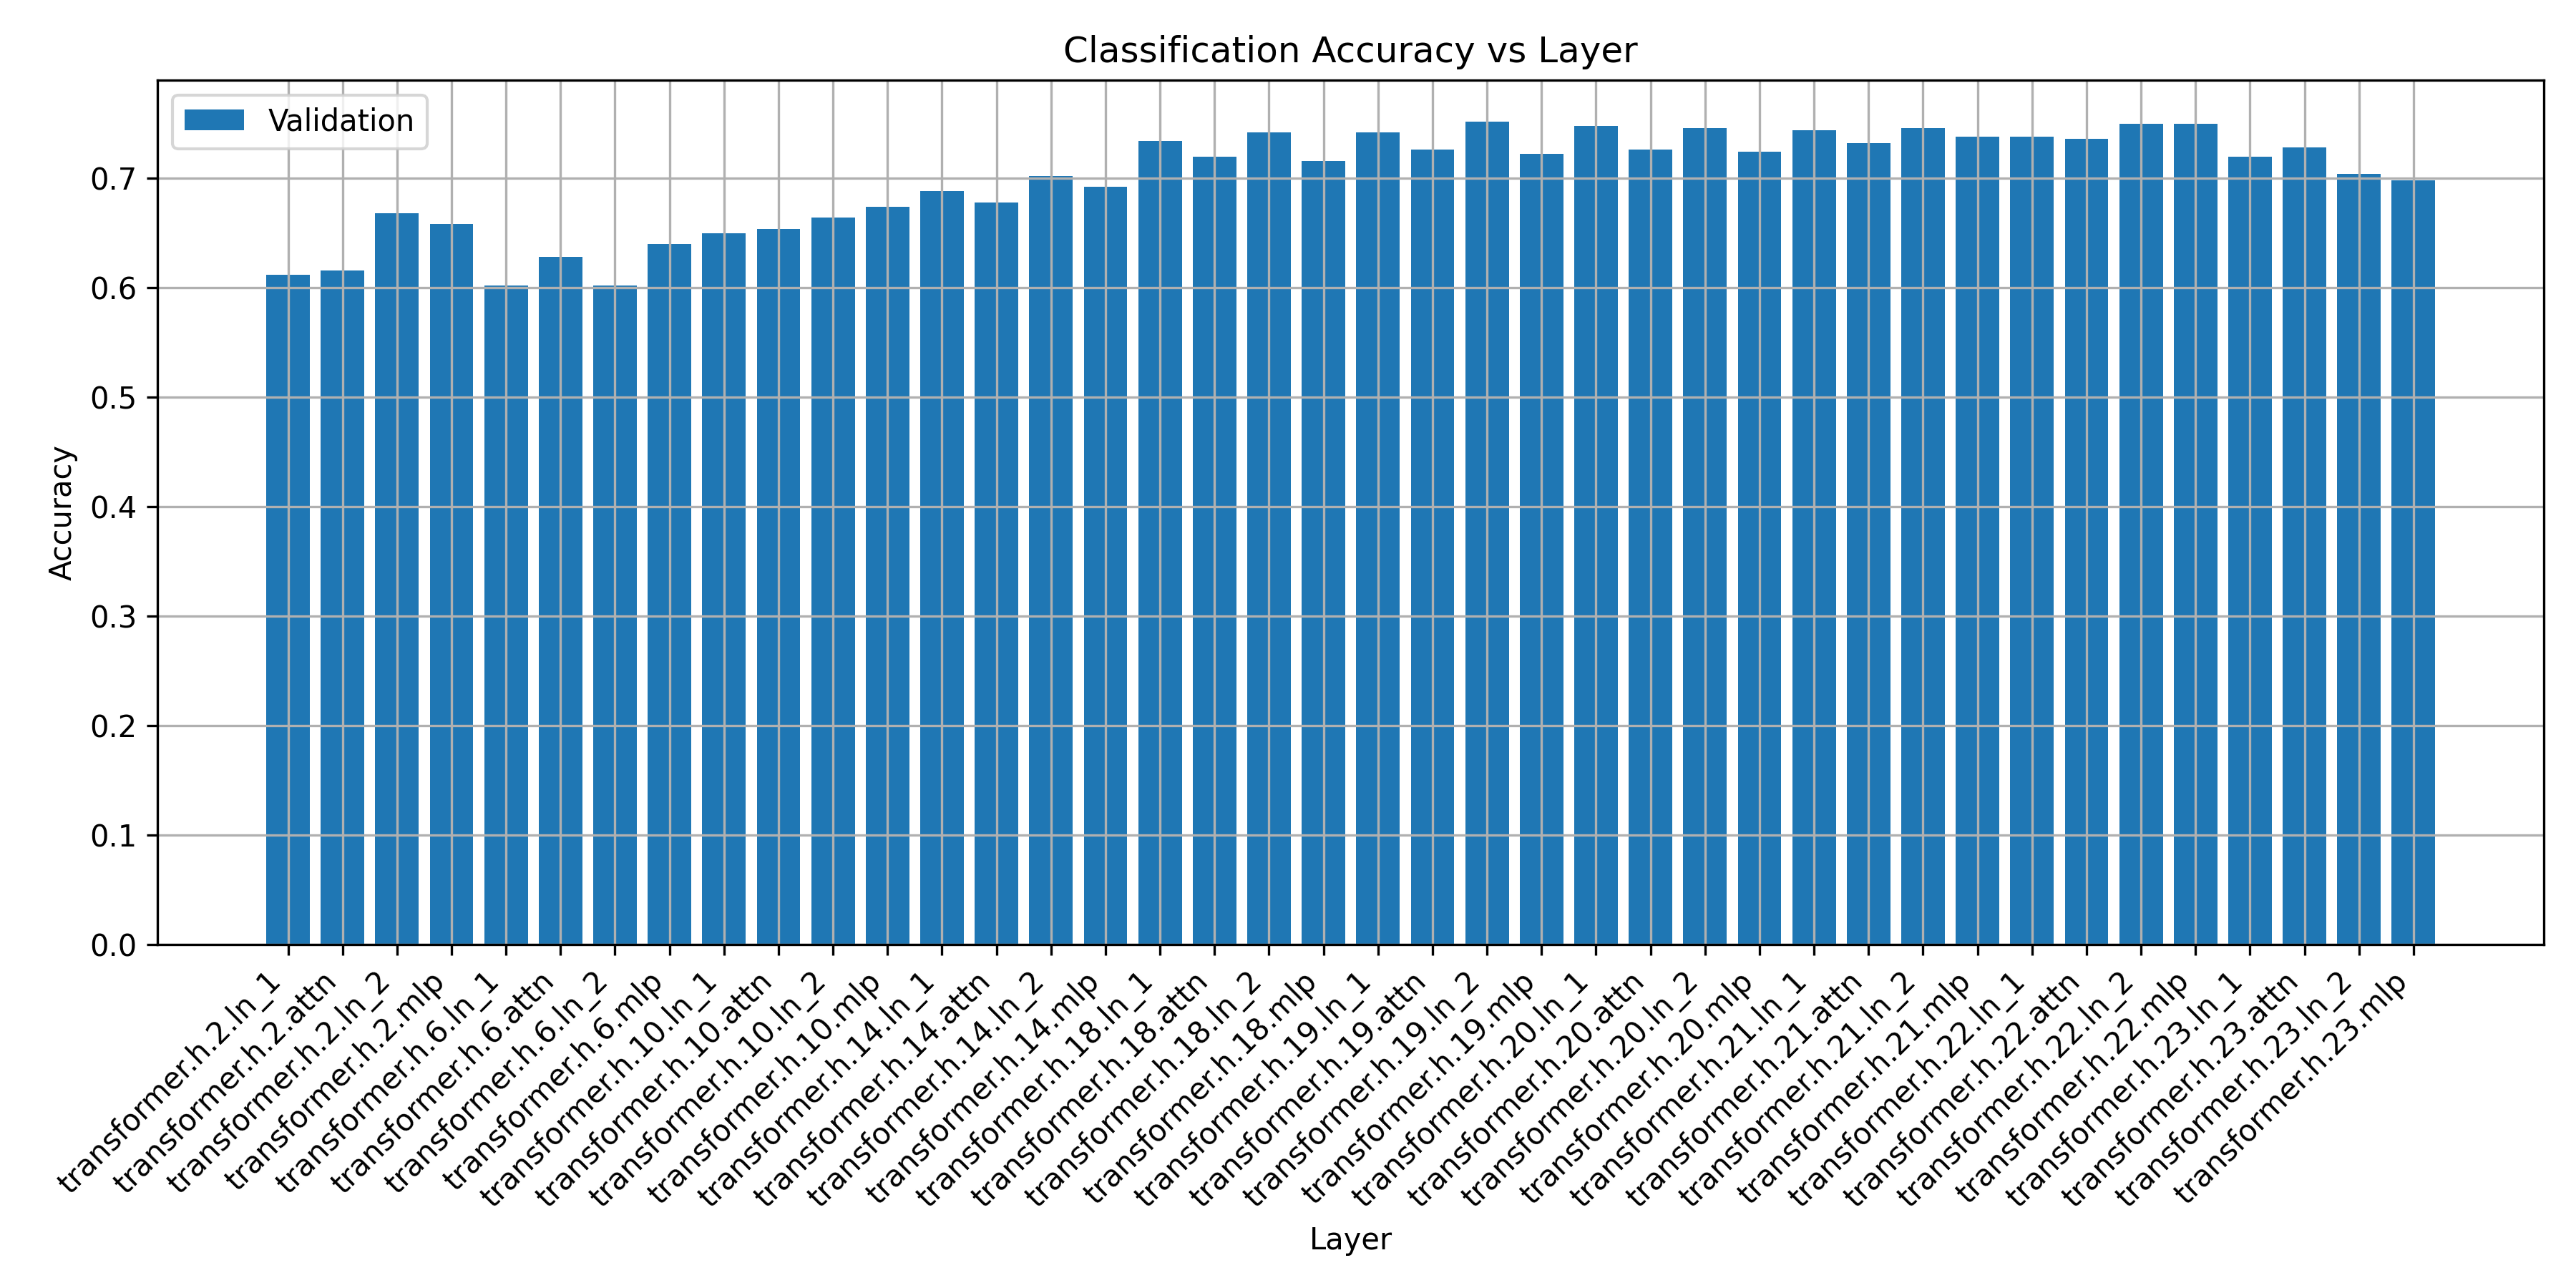 Classification Accuracy vs Layer
Validation
Accuracy
0.7
0.6
0.5
0.4
0.3
0.2
0.1
0.0
transformer.h.2.ln_1
transformer.h.2.attn
transformer.h.2.ln_2
transformer.h.2.mlp
transformer.h.6.ln_1
transformer.h.6.attn
transformer.h.6.ln_2
transformer.h.6.mlp
transformer.h.10.ln_1
transformer.h.10.attn
transformer.h.10.ln_2
transformer.h.10.mlp
transformer.h.14.ln_1
transformer.h.14.attn
transformer.h.14.ln_2
transformer.h.14.mlp
transformer.h.18.ln_1
transformer.h.18.attn
transformer.h.18.ln_2
transformer.h.18.mlp
transformer.h.19.ln_1
transformer.h.19.attn
transformer.h.19.ln_2
transformer.h.19.mlp
transformer.h.20.ln_1
transformer.h.20.attn
transformer.h.20.ln_2
transformer.h.20.mlp
transformer.h.21.ln_1
transformer.h.21.attn
transformer.h.21.ln_2
transformer.h.21.mlp
transformer.h.22.ln_1
transformer.h.22.attn
transformer.h.22.ln_2
transformer.h.22.mlp
transformer.h.23.ln_1
transformer.h.23.attn
transformer.h.23.ln_2
transformer.h.23.mlp
Layer